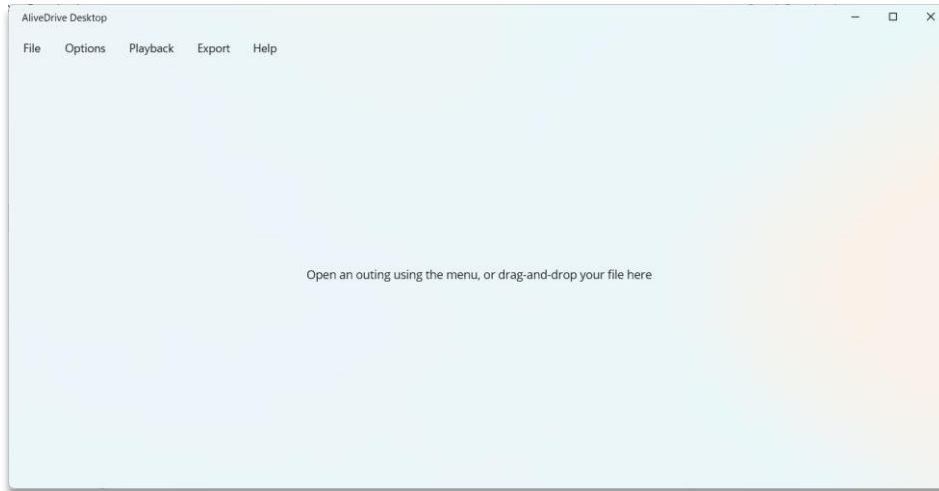 AliveDrive Desktop
File Options Playback Export Help
Open an outing using the menu, or drag-and-drop your file here